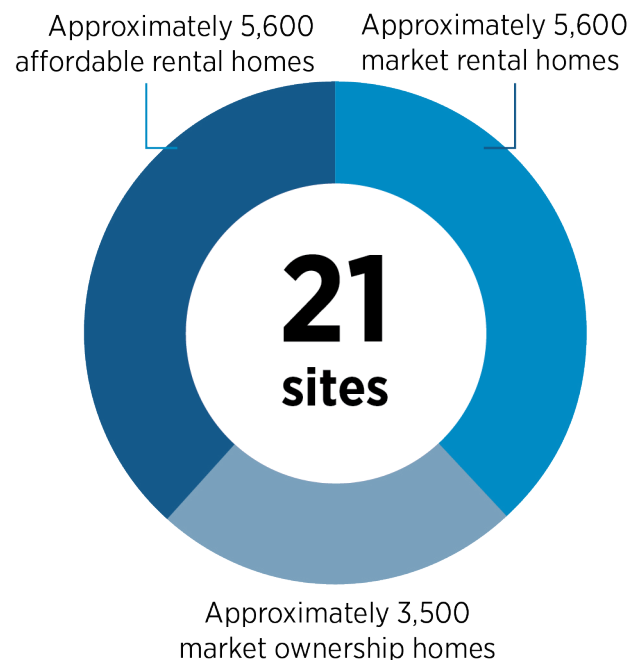 Approximately 5,600
affordable rental homes
Approximately 5,600
market rental homes
21
sites
Approximately 3,500
market ownership homes